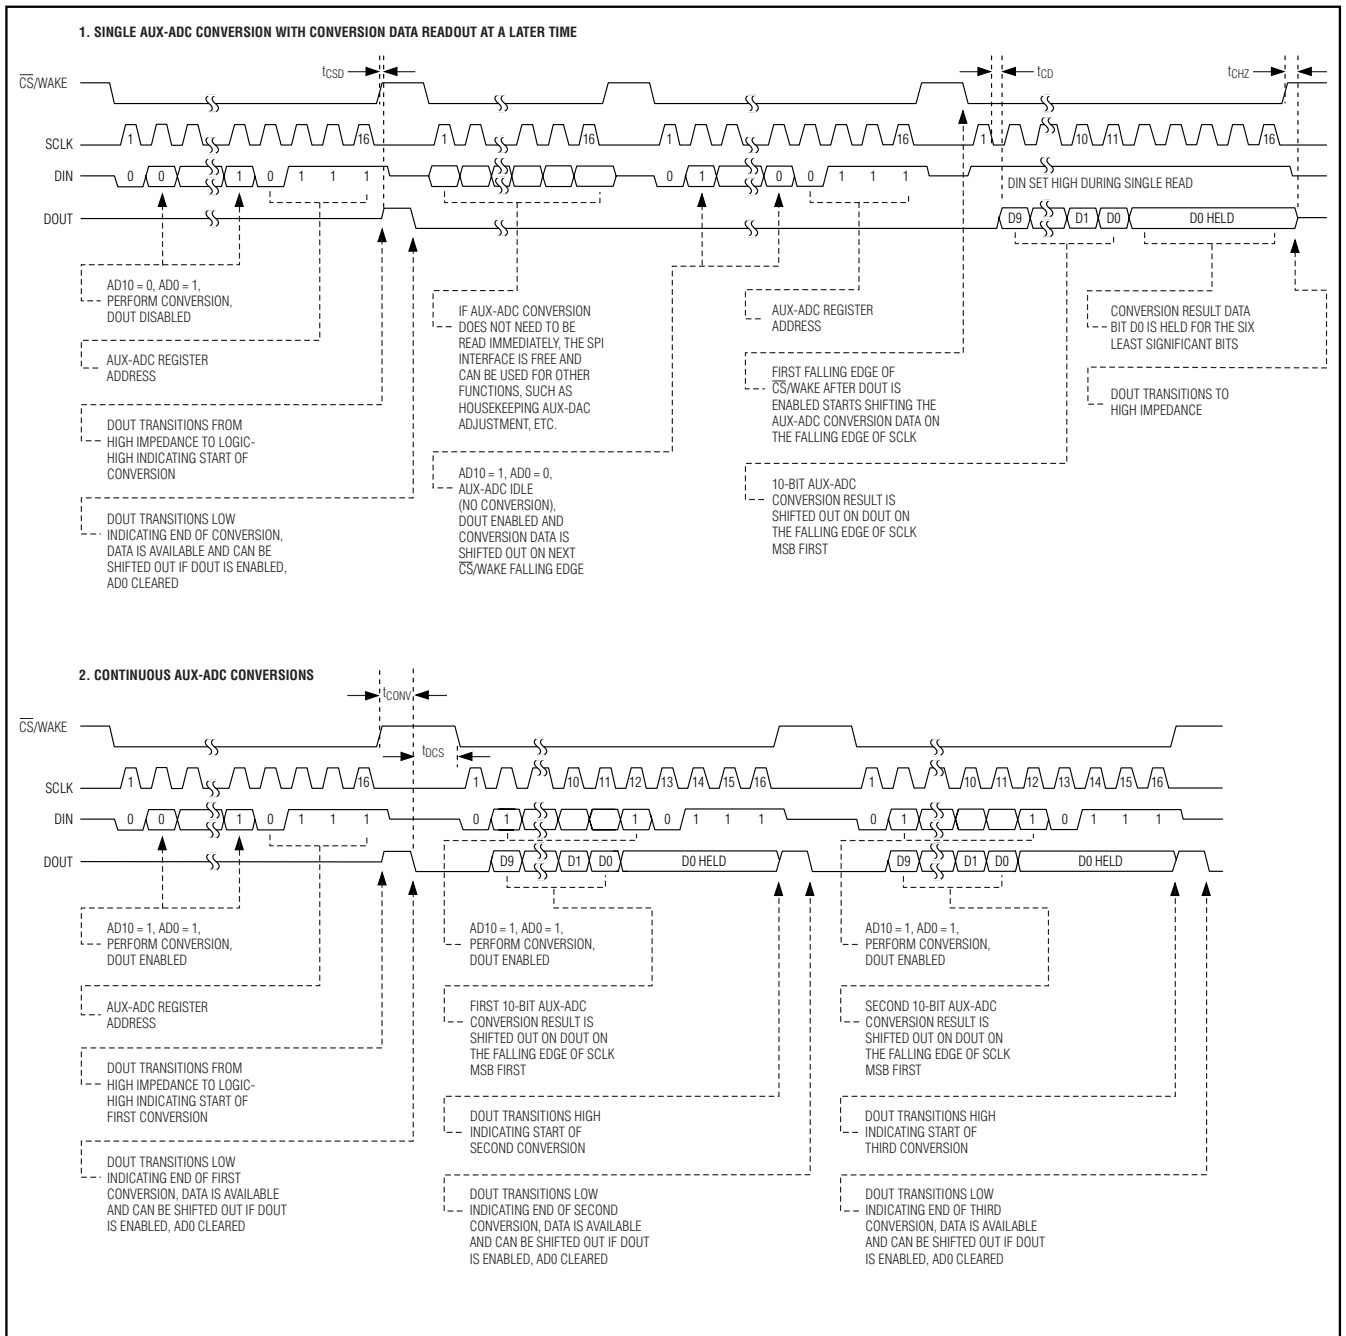 1. SINGLE AUX-ADC CONVERSION WITH CONVERSION DATA READOUT AT A LATER TIME
tCSD
tCD
tCHZ
CS/WAKE
SCLK
1 16 1 16 1 16 1 10 11 16
DIN
0 0 1 0 1 1 1 0 1 0 0 1 1 1
DIN SET HIGH DURING SINGLE READ
DOUT
D9 D1 D0 D0 HELD
AD10 = 0, AD0 = 1,
PERFORM CONVERSION,
DOUT DISABLED
AUX-ADC REGISTER
ADDRESS
DOUT TRANSITIONS FROM
HIGH IMPEDANCE TO LOGIC-
HIGH INDICATING START OF
CONVERSION
DOUT TRANSITIONS LOW
INDICATING END OF CONVERSION,
DATA IS AVAILABLE AND CAN BE
SHIFTED OUT IF DOUT IS ENABLED,
AD0 CLEARED
IF AUX-ADC CONVERSION
DOES NOT NEED TO BE
READ IMMEDIATELY, THE SPI
INTERFACE IS FREE AND
CAN BE USED FOR OTHER
FUNCTIONS, SUCH AS
HOUSEKEEPING AUX-DAC
ADJUSTMENT, ETC.
AD10 = 1, AD0 = 0,
AUX-ADC IDLE
(NO CONVERSION),
DOUT ENABLED AND
CONVERSION DATA IS
SHIFTED OUT ON NEXT
CS/WAKE FALLING EDGE
AUX-ADC REGISTER
ADDRESS
FIRST FALLING EDGE OF
CS/WAKE AFTER DOUT IS
ENABLED STARTS SHIFTING THE
AUX-ADC CONVERSION DATA ON
THE FALLING EDGE OF SCLK
10-BIT AUX-ADC
CONVERSION RESULT IS
SHIFTED OUT ON DOUT ON
THE FALLING EDGE OF SCLK
MSB FIRST
CONVERSION RESULT DATA
BIT D0 IS HELD FOR THE SIX
LEAST SIGNIFICANT BITS
DOUT TRANSITIONS TO
HIGH IMPEDANCE
2. CONTINUOUS AUX-ADC CONVERSIONS
tCONV
CS/WAKE
tDCS
SCLK
1 16 1 10 11 12 13 14 15 16 1 10 11 12 13 14 15 16
DIN
0 0 1 0 1 1 1 0 1 1 0 1 1 1 0 1 1 0 1 1 1
DOUT
D9 D1 D0 D0 HELD D9 D1 D0 D0 HELD
AD10 = 1, AD0 = 1,
PERFORM CONVERSION,
DOUT ENABLED
AUX-ADC REGISTER
ADDRESS
DOUT TRANSITIONS FROM
HIGH IMPEDANCE TO LOGIC-
HIGH INDICATING START OF
FIRST CONVERSION
DOUT TRANSITIONS LOW
INDICATING END OF FIRST
CONVERSION, DATA IS AVAILABLE
AND CAN BE SHIFTED OUT IF DOUT
IS ENABLED, AD0 CLEARED
AD10 = 1, AD0 = 1,
PERFORM CONVERSION,
DOUT ENABLED
FIRST 10-BIT AUX-ADC
CONVERSION RESULT IS
SHIFTED OUT ON DOUT ON
THE FALLING EDGE OF SCLK
MSB FIRST
DOUT TRANSITIONS HIGH
INDICATING START OF
SECOND CONVERSION
DOUT TRANSITIONS LOW
INDICATING END OF SECOND
CONVERSION, DATA IS AVAILABLE
AND CAN BE SHIFTED OUT IF DOUT
IS ENABLED, AD0 CLEARED
AD10 = 1, AD0 = 1,
PERFORM CONVERSION,
DOUT ENABLED
SECOND 10-BIT AUX-ADC
CONVERSION RESULT IS
SHIFTED OUT ON DOUT ON
THE FALLING EDGE OF SCLK
MSB FIRST
DOUT TRANSITIONS HIGH
INDICATING START OF
THIRD CONVERSION
DOUT TRANSITIONS LOW
INDICATING END OF THIRD
CONVERSION, DATA IS AVAILABLE
AND CAN BE SHIFTED OUT IF DOUT
IS ENABLED, AD0 CLEARED